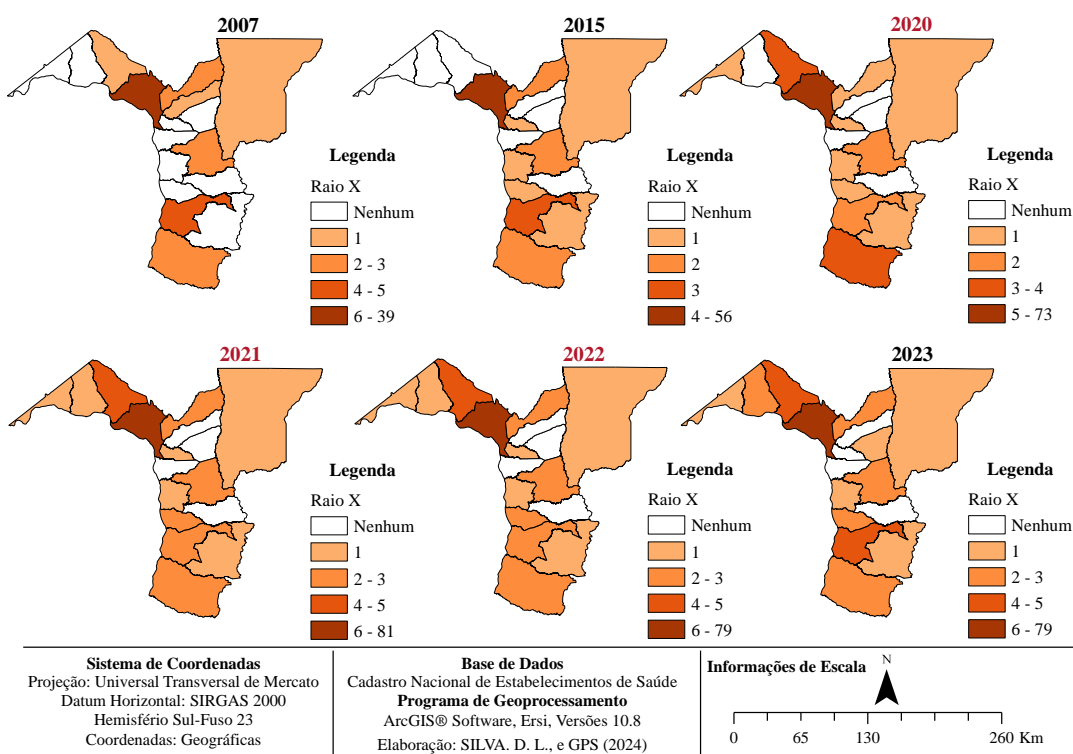 2007
Legenda
Raio X
Nenhum
1
2 - 3
4 - 5
6 - 39
2015
Legenda
Raio X
Nenhum
1
2
3
4 - 56
2020
Legenda
Raio X
Nenhum
1
2
3 - 4
5 - 73
2021
Legenda
Raio X
Nenhum
1
2 - 3
4 - 5
6 - 81
2022
Legenda
Raio X
Nenhum
1
2 - 3
4 - 5
6 - 79
2023
Legenda
Raio X
Nenhum
1
2 - 3
4 - 5
6 - 79
Sistema de Coordenadas
Projeção: Universal Transversal de Mercato
Datum Horizontal: SIRGAS 2000
Hemisfério Sul-Fuso 23
Coordenadas: Geográficas
Base de Dados
Cadastro Nacional de Estabelecimentos de Saúde
Programa de Geoprocessamento
ArcGIS® Software, Ersi, Versões 10.8
Elaboração: SILVA. D. L., e GPS (2024)
Informações de Escala
N
0 65 130 260 Km